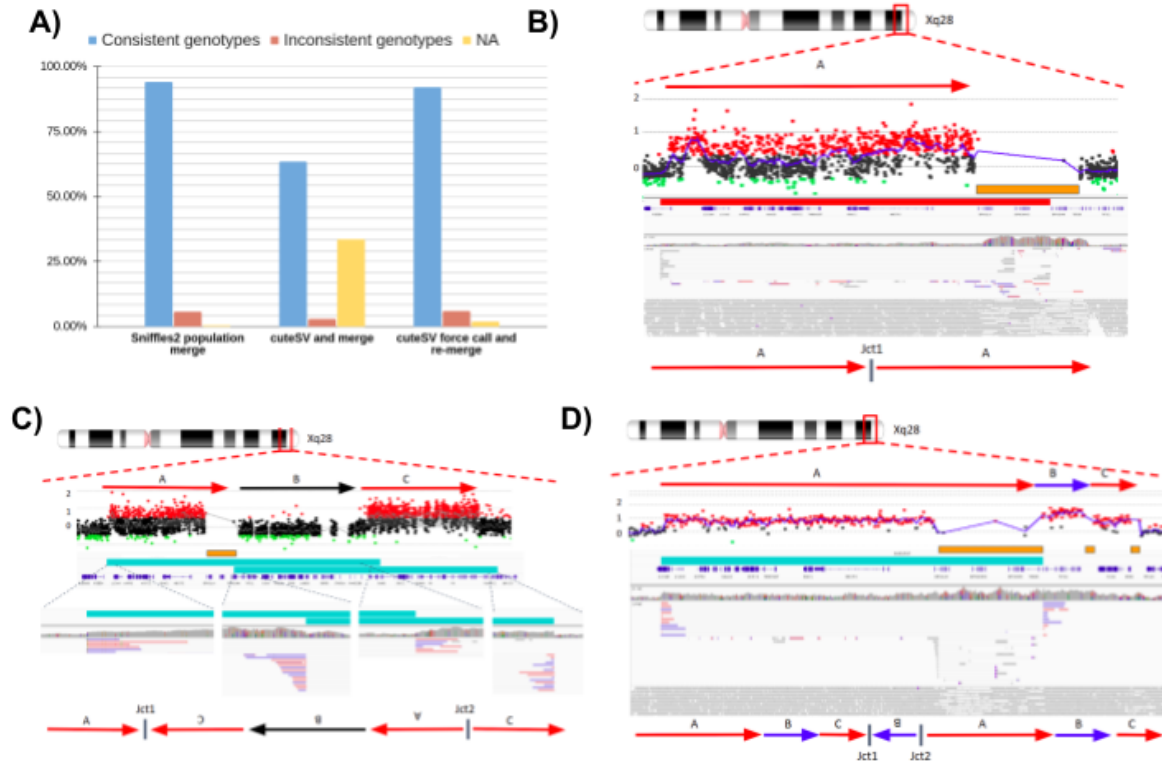 A)
Consistent genotypes Inconsistent genotypes NA
100.00%
75.00%
50.00%
25.00%
0.00%
Sniffles2 population
merge
cuteSV and merge
cuteSV force call and
re-merge
B)
Xq28
A
2
1
0
A
Jct1
A
C)
Xq28
A B C
2
1
0
Jct1 Jct2
A C B A C
D)
Xq28
A B C
2
1
0
A B C B A B C
Jct1 Jct2